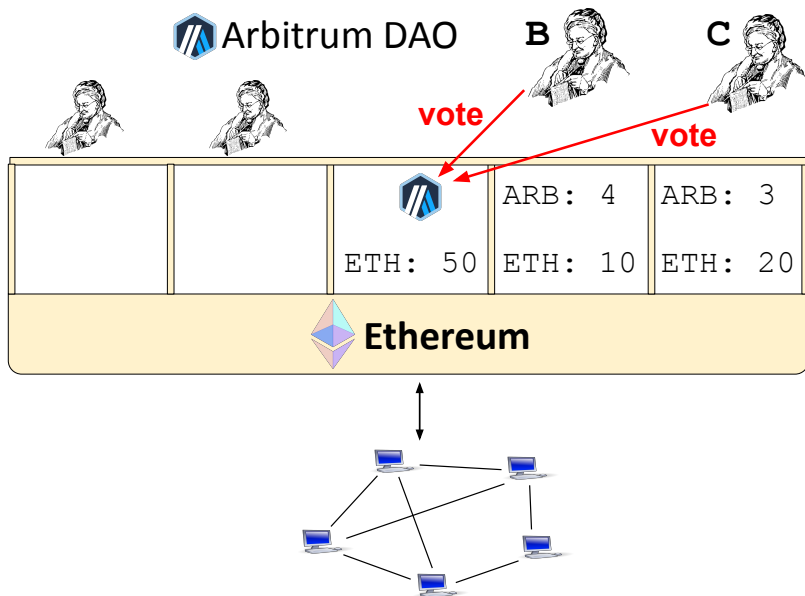 Arbitrum DAO
B
C
vote
vote
ARB: 4
ARB: 3
ETH: 50
ETH: 10
ETH: 20
Ethereum